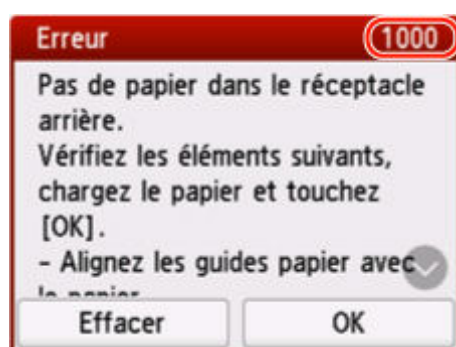 Erreur 1000
Pas de papier dans le réceptacle
arrière.
Vérifiez les éléments suivants,
chargez le papier et touchez
[OK].
- Alignez les guides papier avec
Effacer OK